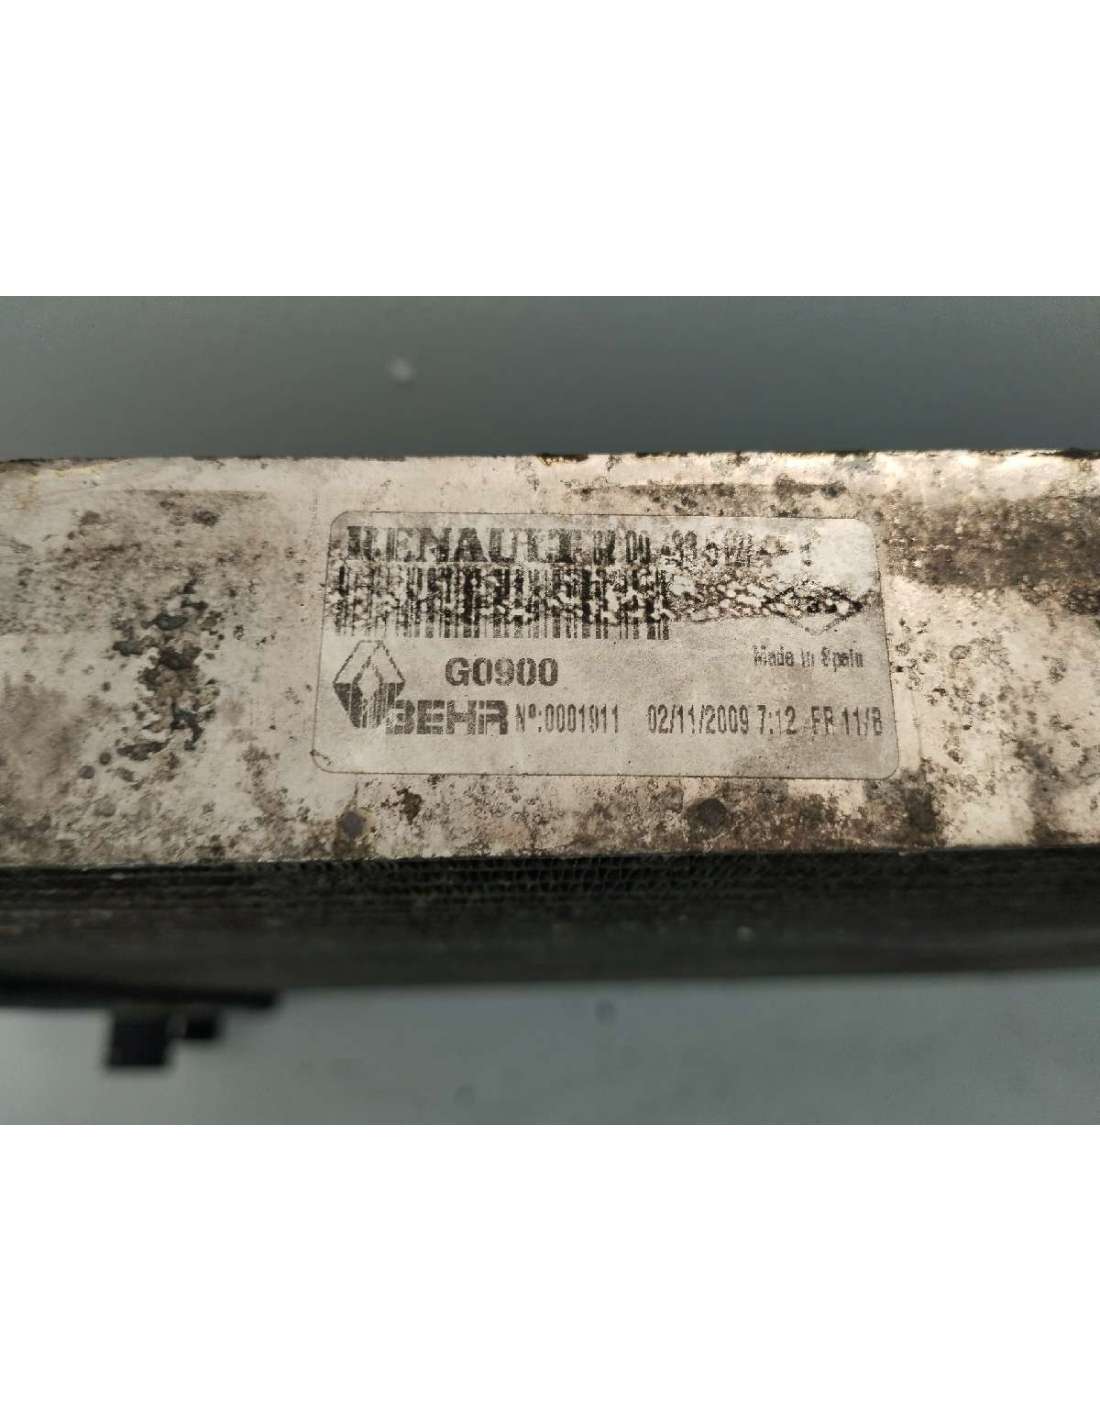 RENAULT
Made in Spain
G0900
BEHR Nº:0001911 02/11/2009 7:12 FR 11/B